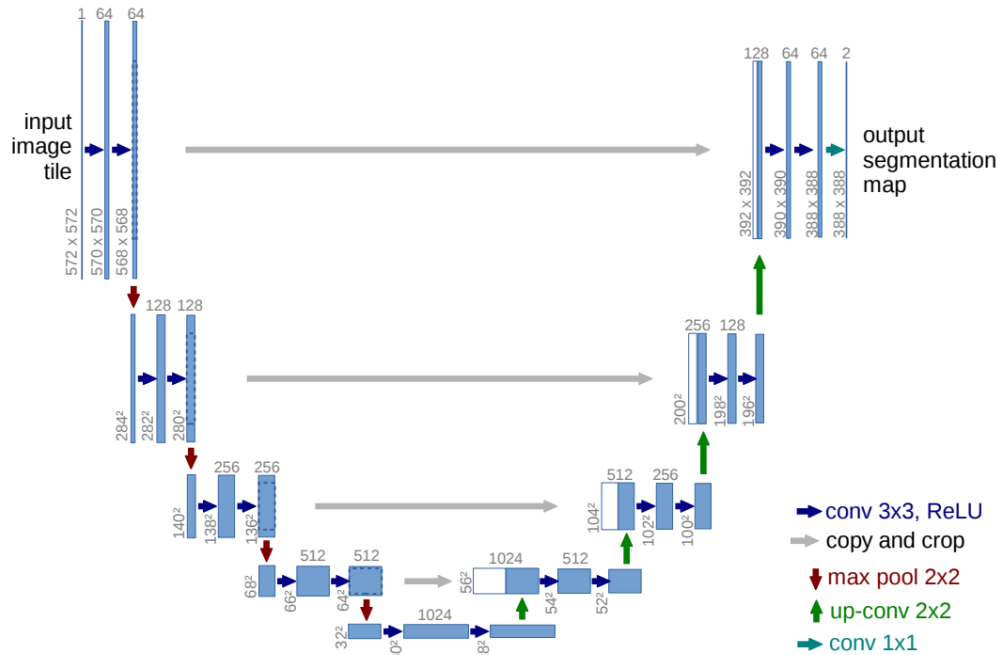 1 64 64
input
image
tile
572 x 572
570 x 570
568 x 568
128 64 64 2
output
segmentation
map
392 x 392
390 x 390
388 x 388
388 x 388
128 128
284²
282²
280²
256 128
200²
198²
196²
256 256
140²
138²
136²
512 256
104²
102²
100²
512 512
68²
66²
64²
1024 512
56²
54²
52²
1024
32²
conv 3x3, ReLU
copy and crop
max pool 2x2
up-conv 2x2
conv 1x1